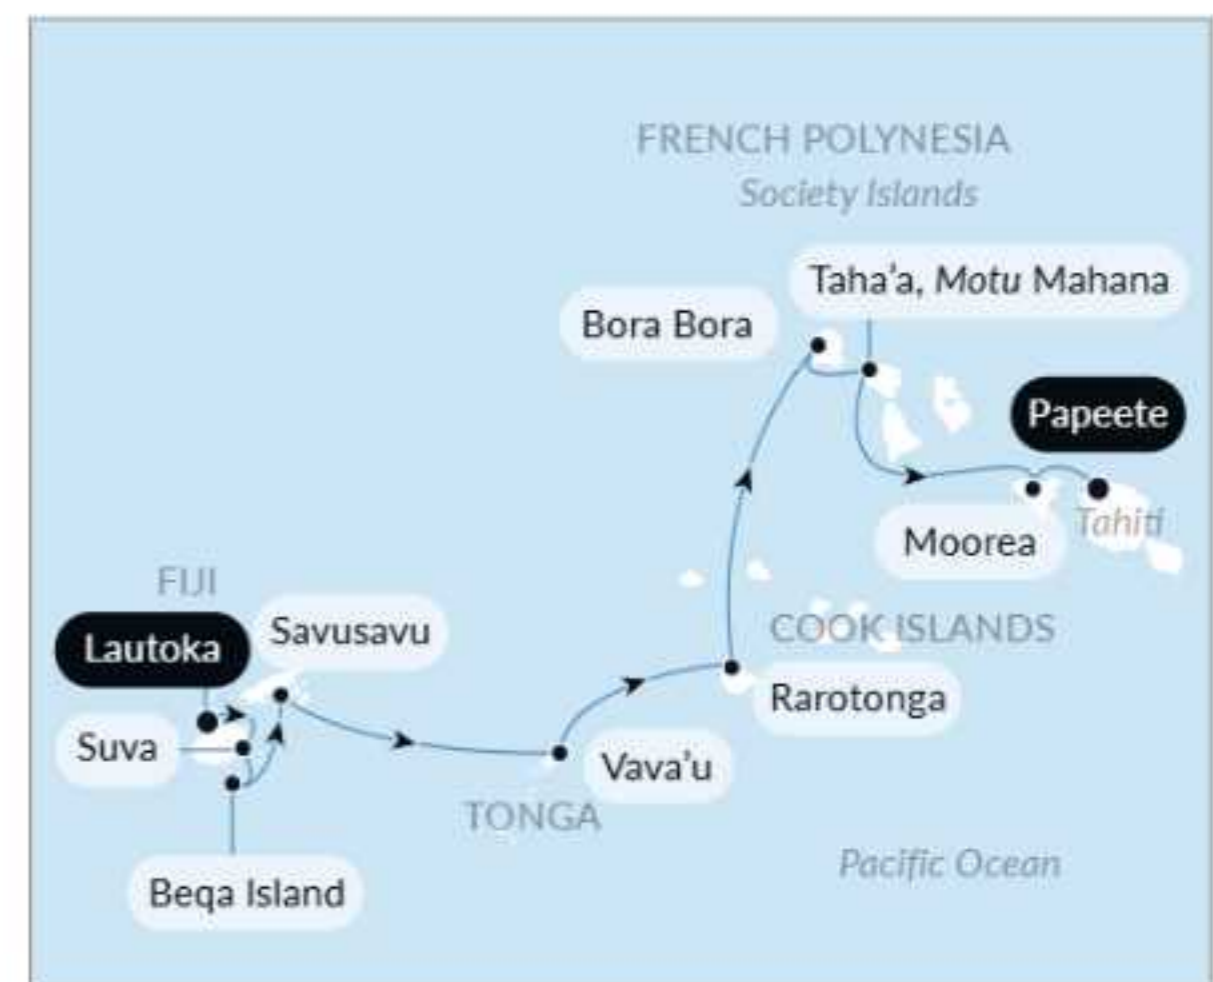 FRENCH POLYNESIA
Society Islands
Taha'a, Motu Mahana
Bora Bora
Papeete
Moorea
Tahiti
FIJI
Lautoka
Savusavu
COOK ISLANDS
Rarotonga
Suva
Vava'u
TONGA
Pacific Ocean
Beqa Island